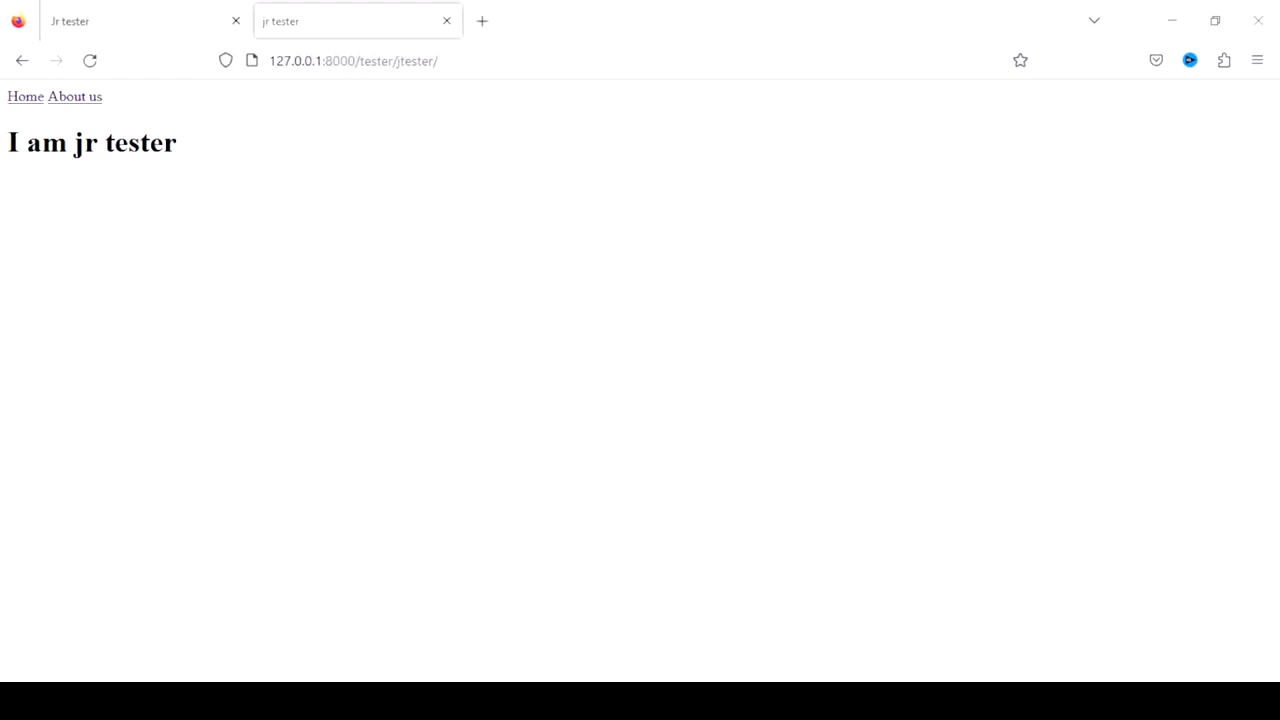 Jr tester
jr tester
127.0.0.1:8000/tester/jtester/
Home About us
I am jr tester